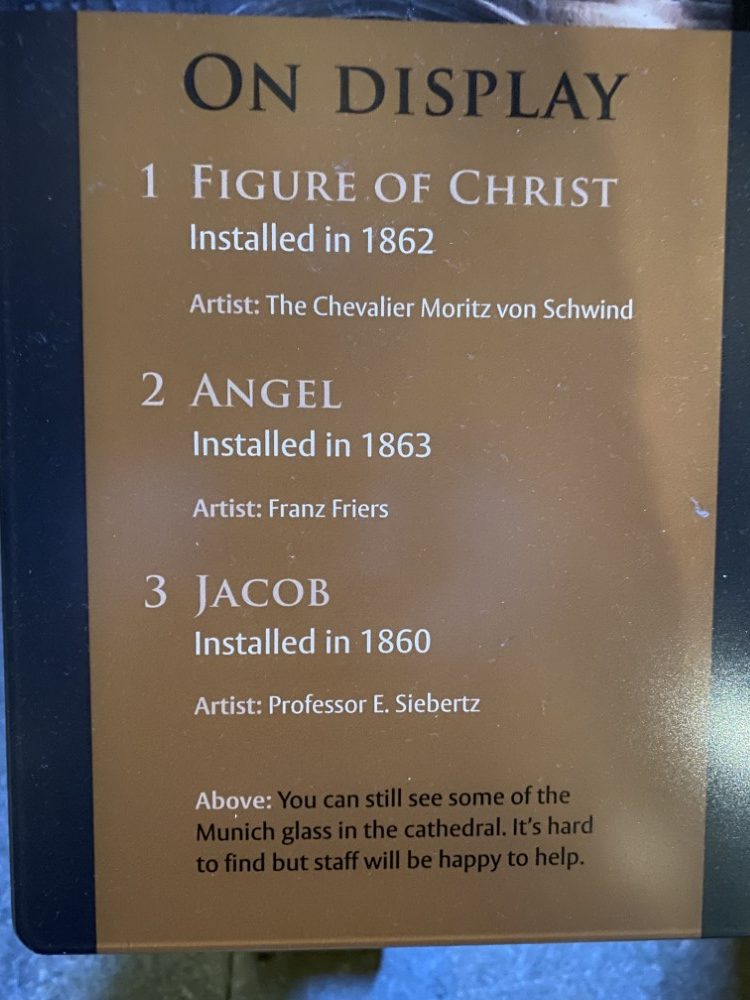 ON DISPLAY
1 FIGURE OF CHRIST
Installed in 1862
Artist: The Chevalier Moritz von Schwind
2 ANGEL
Installed in 1863
Artist: Franz Friers
3 JACOB
Installed in 1860
Artist: Professor E. Siebertz
Above: You can still see some of the
Munich glass in the cathedral. It's hard
to find but staff will be happy to help.